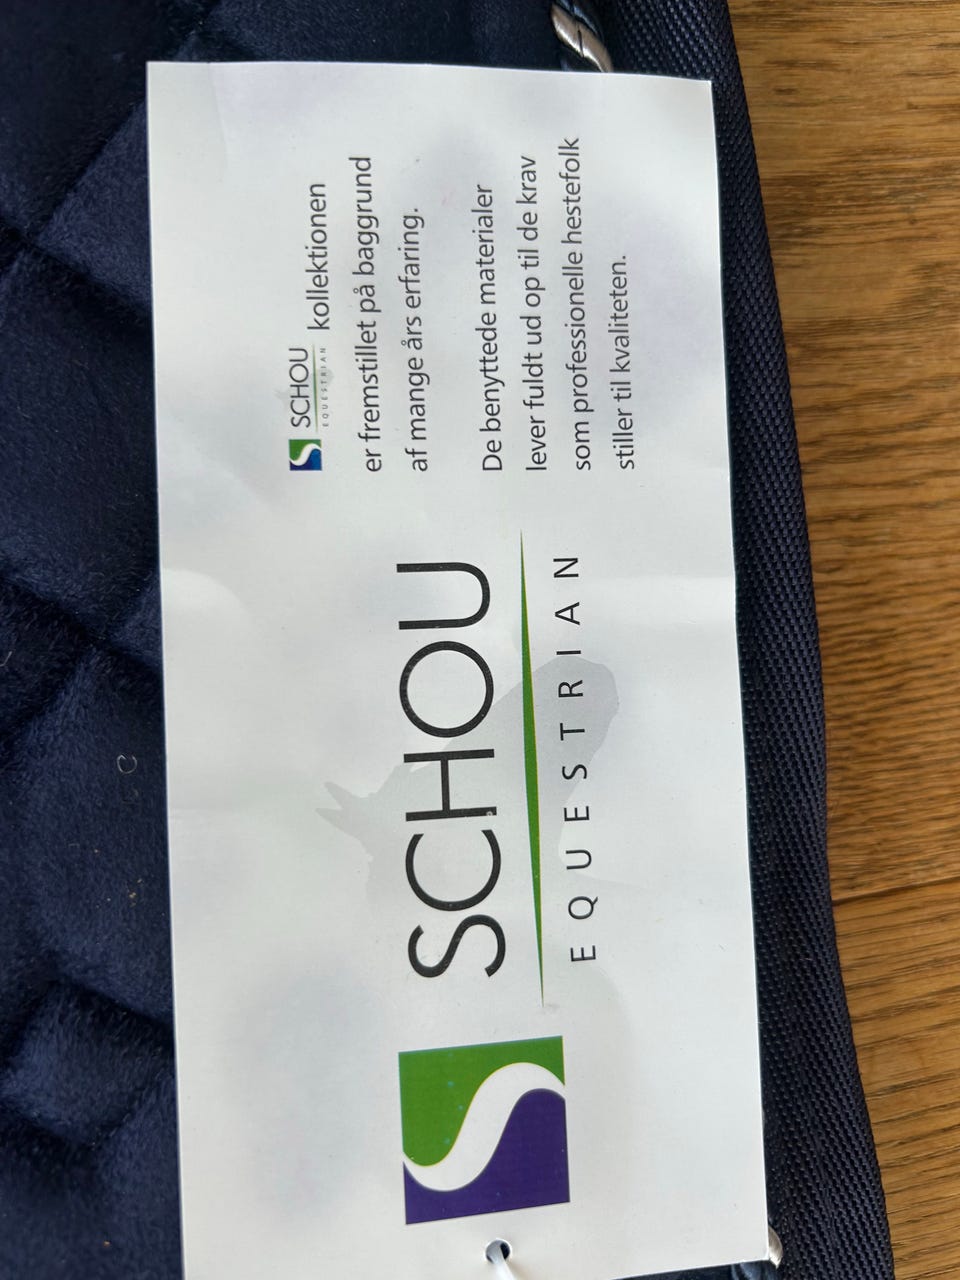 SCHOU
EQUESTRIAN
SCHOU EQUESTRIAN kollektionen
er fremstillet på baggrund
af mange års erfaring.
De benyttede materialer
lever fuldt ud op til de krav
som professionelle hestefolk
stiller til kvaliteten.